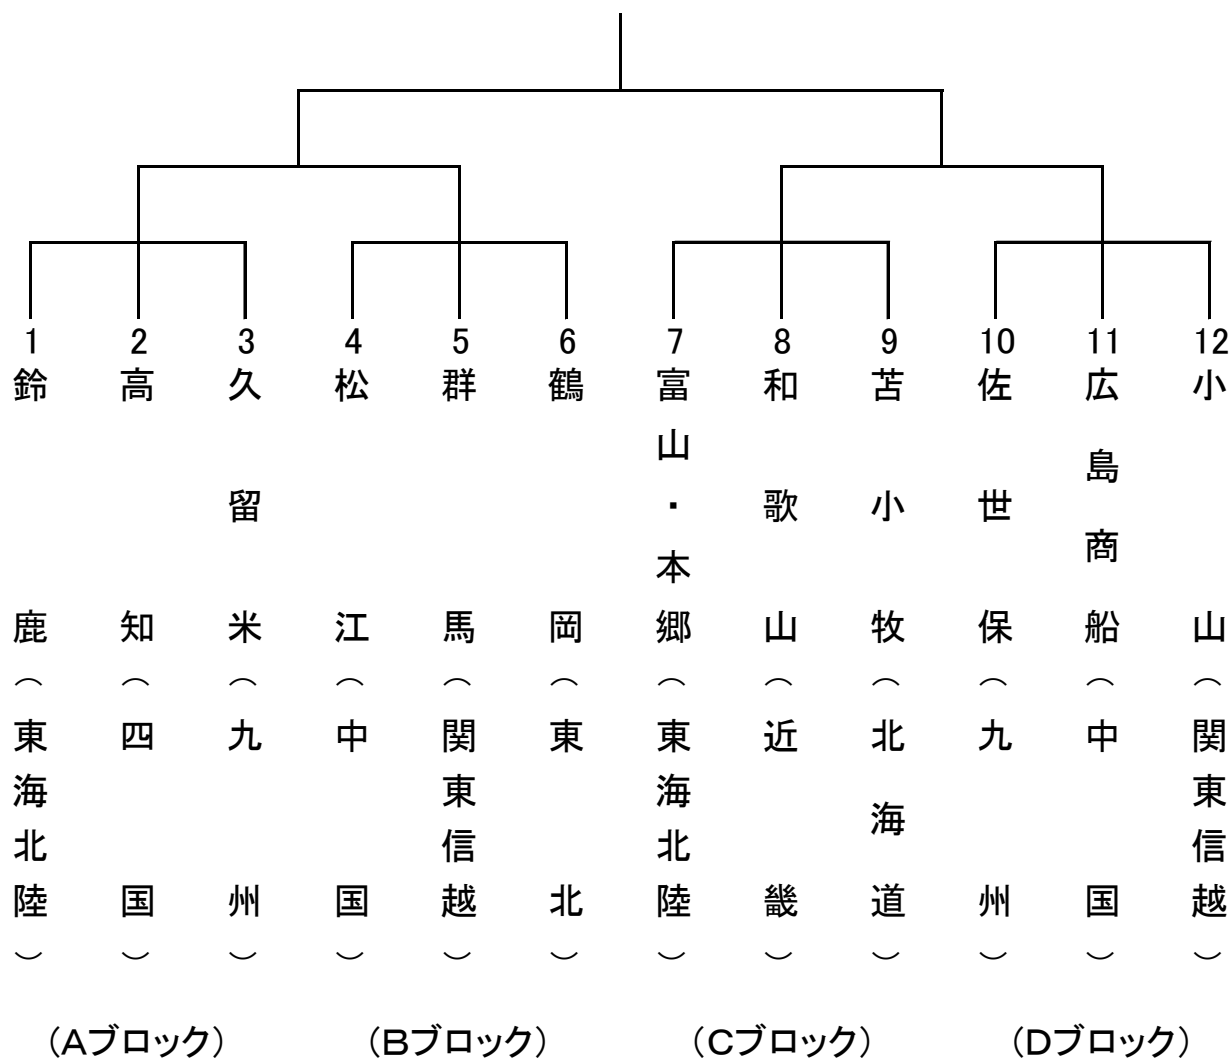 1
鈴鹿（東海北陸）
2
高知（四国）
3
久留米（九州）
4
松江（中国）
5
群馬（関東信越）
6
鶴岡（東北）
7
富山・本郷（東海北陸）
8
和歌山（近畿）
9
苫小牧（北海道）
10
佐世保（九州）
11
広島商船（中国）
12
小山（関東信越）
（Aブロック）
（Bブロック）
（Cブロック）
（Dブロック）